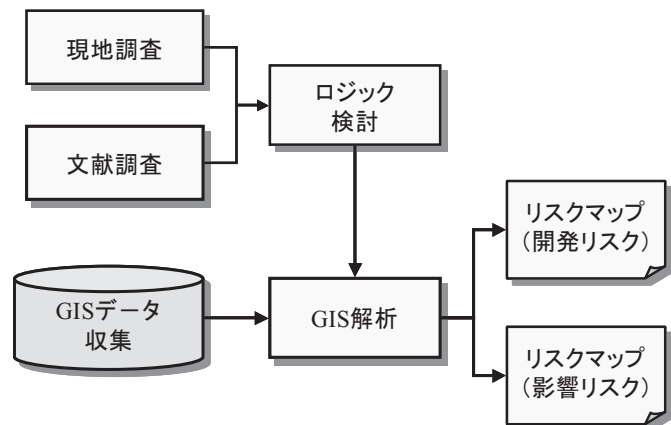 現地調査
文献調査
ロジック
検討
GISデータ
収集
GIS解析
リスクマップ
（開発リスク）
リスクマップ
（影響リスク）